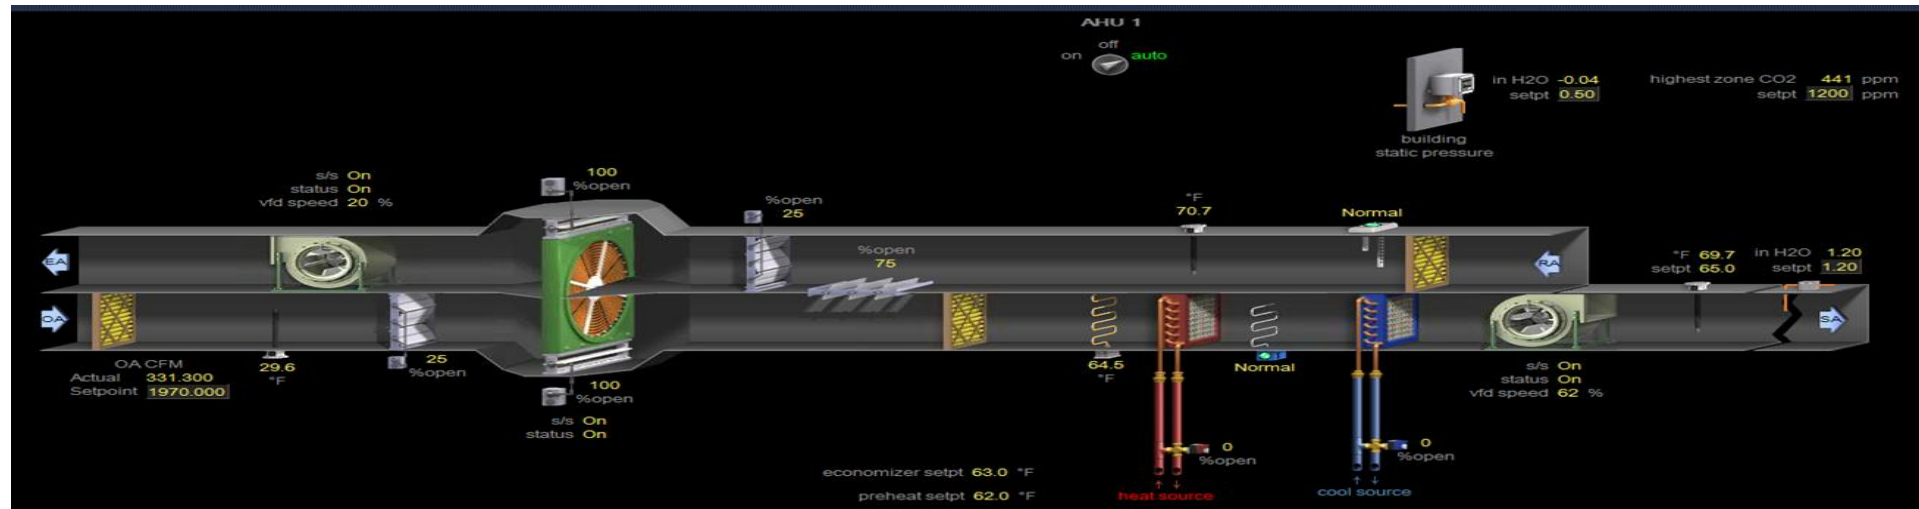 AHU 1
off
on auto
in H2O -0.04
setpt 0.50
highest zone CO2 441 ppm
setpt 1200 ppm
building
static pressure
s/s On
status On
vfd speed 20 %
100
%open
%open
25
%open
75
°F
70.7
Normal
°F 69.7
setpt 65.0
in H2O 1.20
setpt 1.20
EA
RA
OA
SA
OA CFM
Actual 331.300
Setpoint 1970.000
29.6
°F
25
%open
100
%open
s/s On
status On
64.5
°F
Normal
s/s On
status On
vfd speed 62 %
0
%open
0
%open
economizer setpt 63.0 °F
preheat setpt 62.0 °F
heat source
cool source